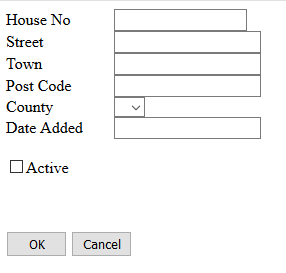 House No
Street
Town
Post Code
County
Date Added
Active
OK Cancel